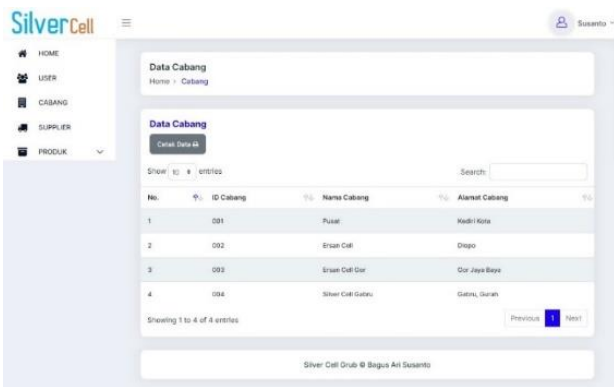 SilverCell
Susanto
HOME
USER
CABANG
SUPPLIER
PRODUK
Data Cabang
Home > Cabang
Data Cabang
Cetak Data
Show 10 entries
Search:
No. ID Cabang Nama Cabang Alamat Cabang
1 001 Pusat Kediri Kota
2 002 Ersan Cell Dlopo
3 003 Ersan Cell Gor Gor Jaya Baya
4 004 Silver Cell Gabru Gabru, Gurah
Showing 1 to 4 of 4 entries
Previous 1 Next
Silver Cell Grub © Bagus Ari Susanto